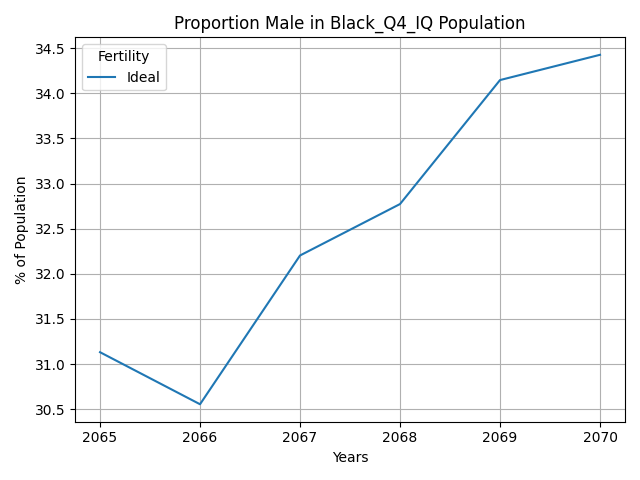 Proportion Male in Black_Q4_IQ Population
34.5
34.0
33.5
33.0
32.5
32.0
31.5
31.0
30.5
% of Population
Fertility
Ideal
2065 2066 2067 2068 2069 2070
Years